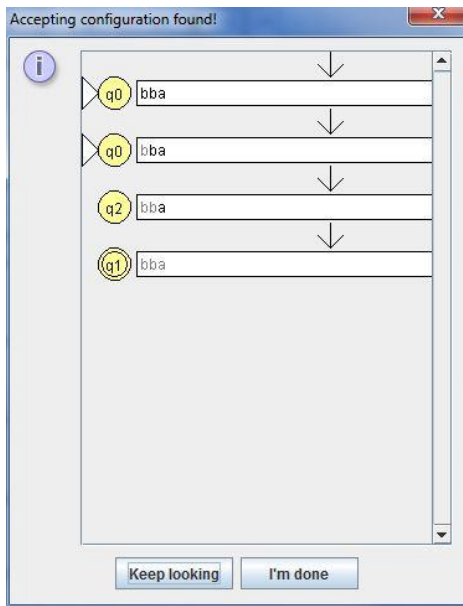 Accepting configuration found!
X
i
q0 bba
q0 bba
q2 bba
q1 bba
Keep looking I'm done